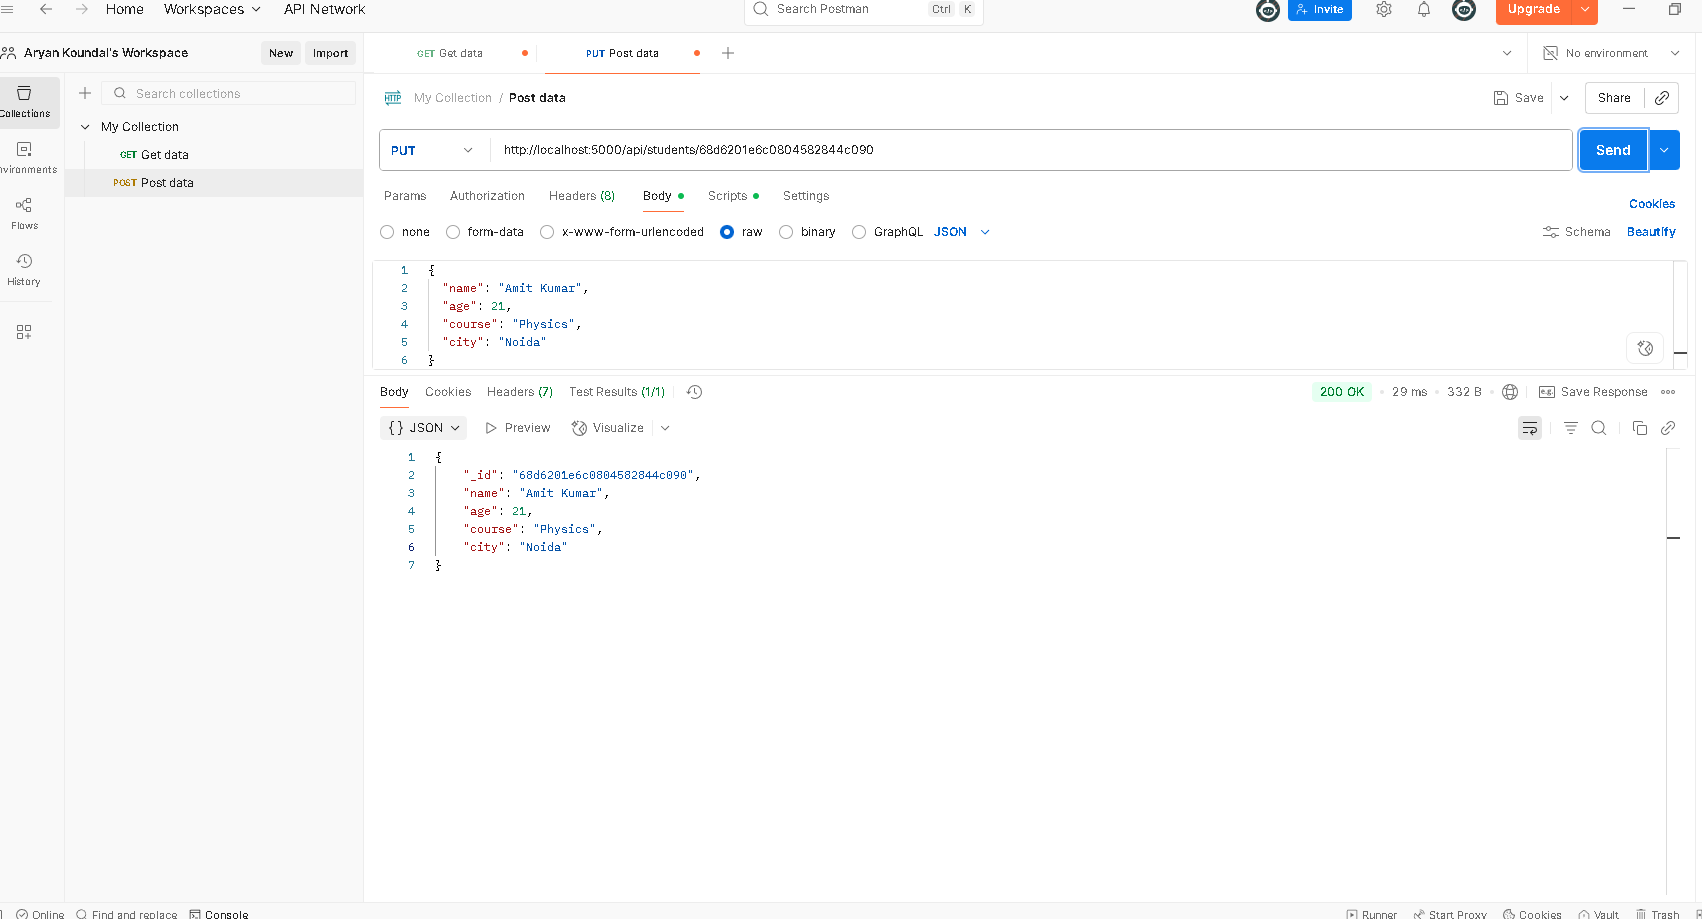 Home Workspaces API Network Search Postman Ctrl K Invite Upgrade
Aryan Koundal's Workspace New Import GET Get data PUT Post data No environment
Search collections
My Collection / Post data Save Share
Collections
My Collection
GET Get data
POST Post data
PUT http://localhost:5000/api/students/68d6201e6c0804582844c090 Send
Params Authorization Headers (8) Body Scripts Settings Cookies
none form-data x-www-form-urlencoded raw binary GraphQL JSON Schema Beautify
Flows
History
1 {
2 "name": "Amit Kumar",
3 "age": 21,
4 "course": "Physics",
5 "city": "Noida"
6 }
Body Cookies Headers (7) Test Results (1/1) 200 OK • 29 ms • 332 B e.g. Save Response
{} JSON Preview Visualize
1 {
2 "_id": "68d6201e6c0804582844c090",
3 "name": "Amit Kumar",
4 "age": 21,
5 "course": "Physics",
6 "city": "Noida"
7 }
Online Find and replace Console Runner Start Proxy Cookies Vault Trash